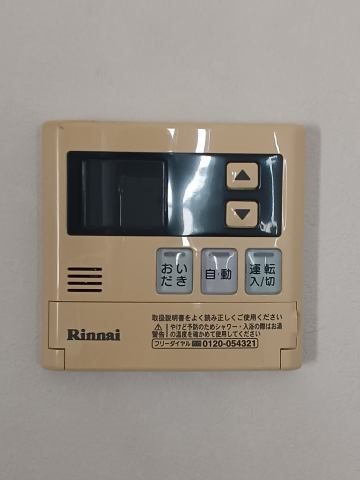 ▲
▼
おい
だき
自動
運転
入/切
Rinnai
取扱説明書をよく読み正しくご使用ください
警告 ⚠ !やけど予防のためシャワー・入浴の際はお湯
の温度を確かめて使用してください
フリーダイヤル 0120-054321